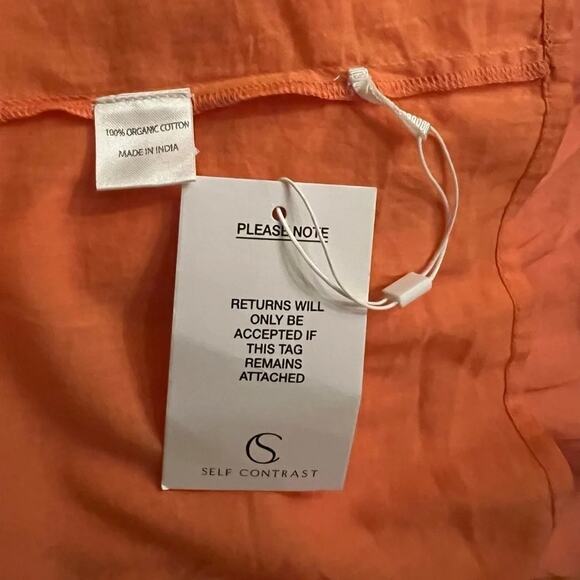 100% ORGANIC COTTON
MADE IN INDIA
PLEASE NOTE
RETURNS WILL
ONLY BE
ACCEPTED IF
THIS TAG
REMAINS
ATTACHED
SELF CONTRAST